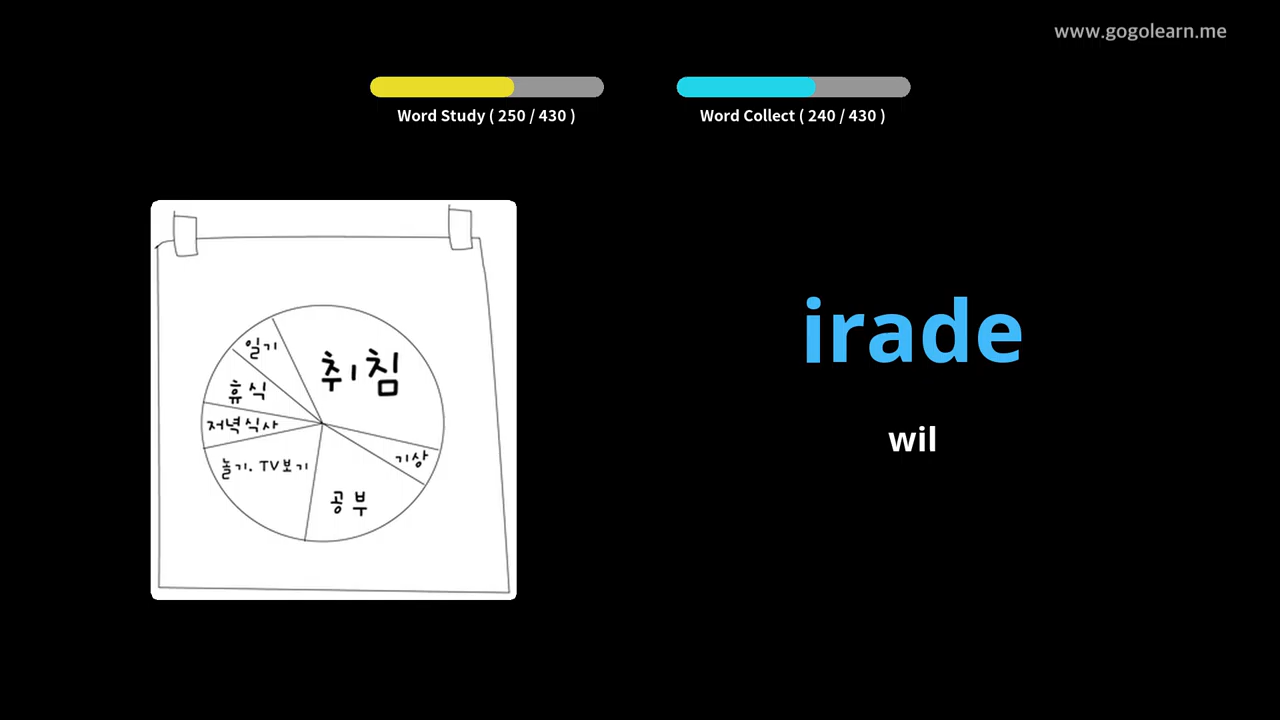 www.gogolearn.me
Word Study ( 250 / 430 )
Word Collect ( 240 / 430 )
일기
취침
휴식
저녁식사
놀기. TV보기
기상
공부
irade
wil